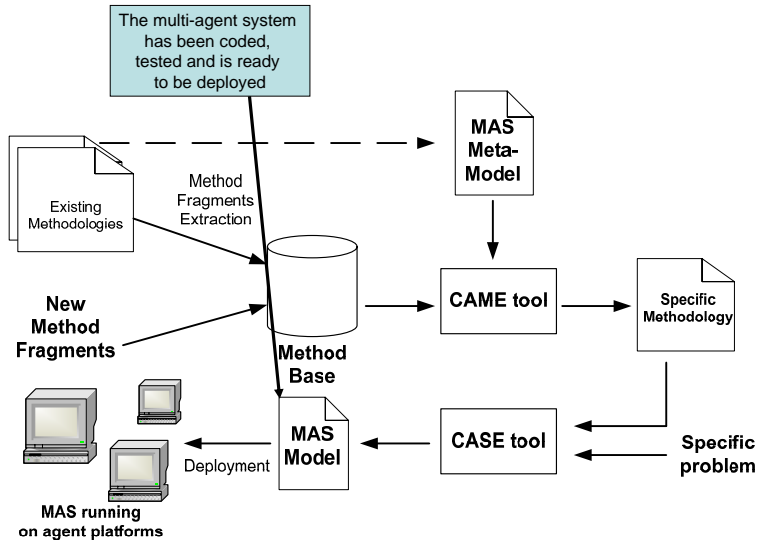 The multi-agent system
has been coded,
tested and is ready
to be deployed
MAS
Meta-
Model
Existing
Methodologies
Method
Fragments
Extraction
CAME tool
Specific
Methodology
New
Method
Fragments
Method
Base
MAS
Model
CASE tool
Specific
problem
Deployment
MAS running
on agent platforms